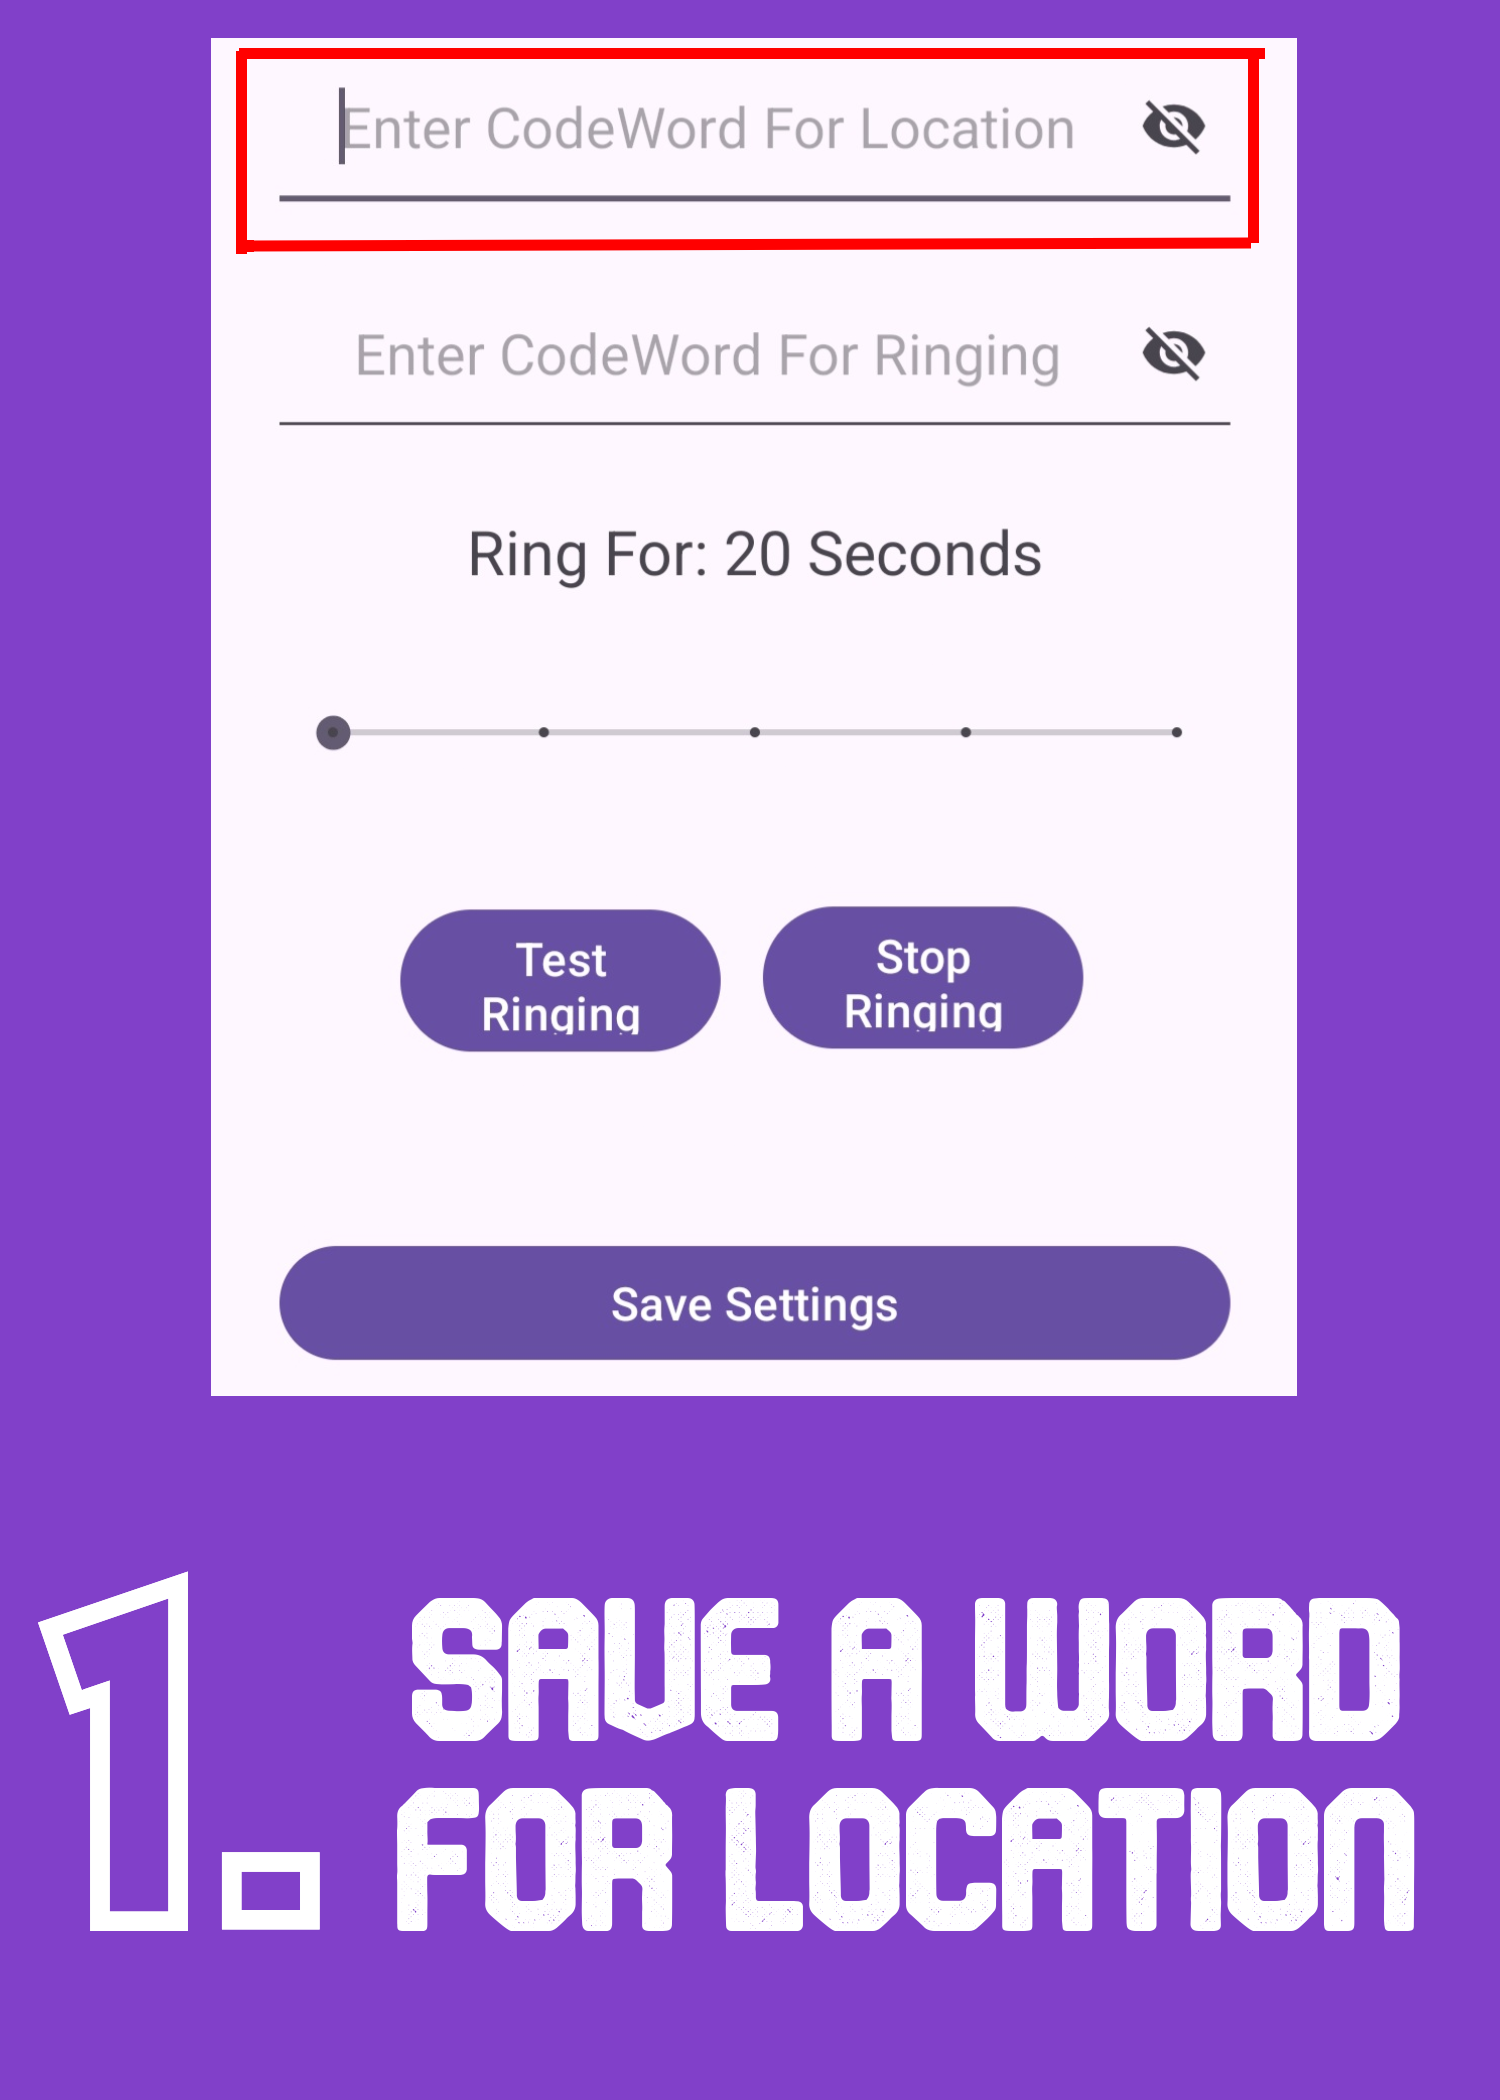 Enter CodeWord For Location
Enter CodeWord For Ringing
Ring For: 20 Seconds
Test
Ringing
Stop
Ringing
Save Settings
1.
SAVE A WORD
FOR LOCATION